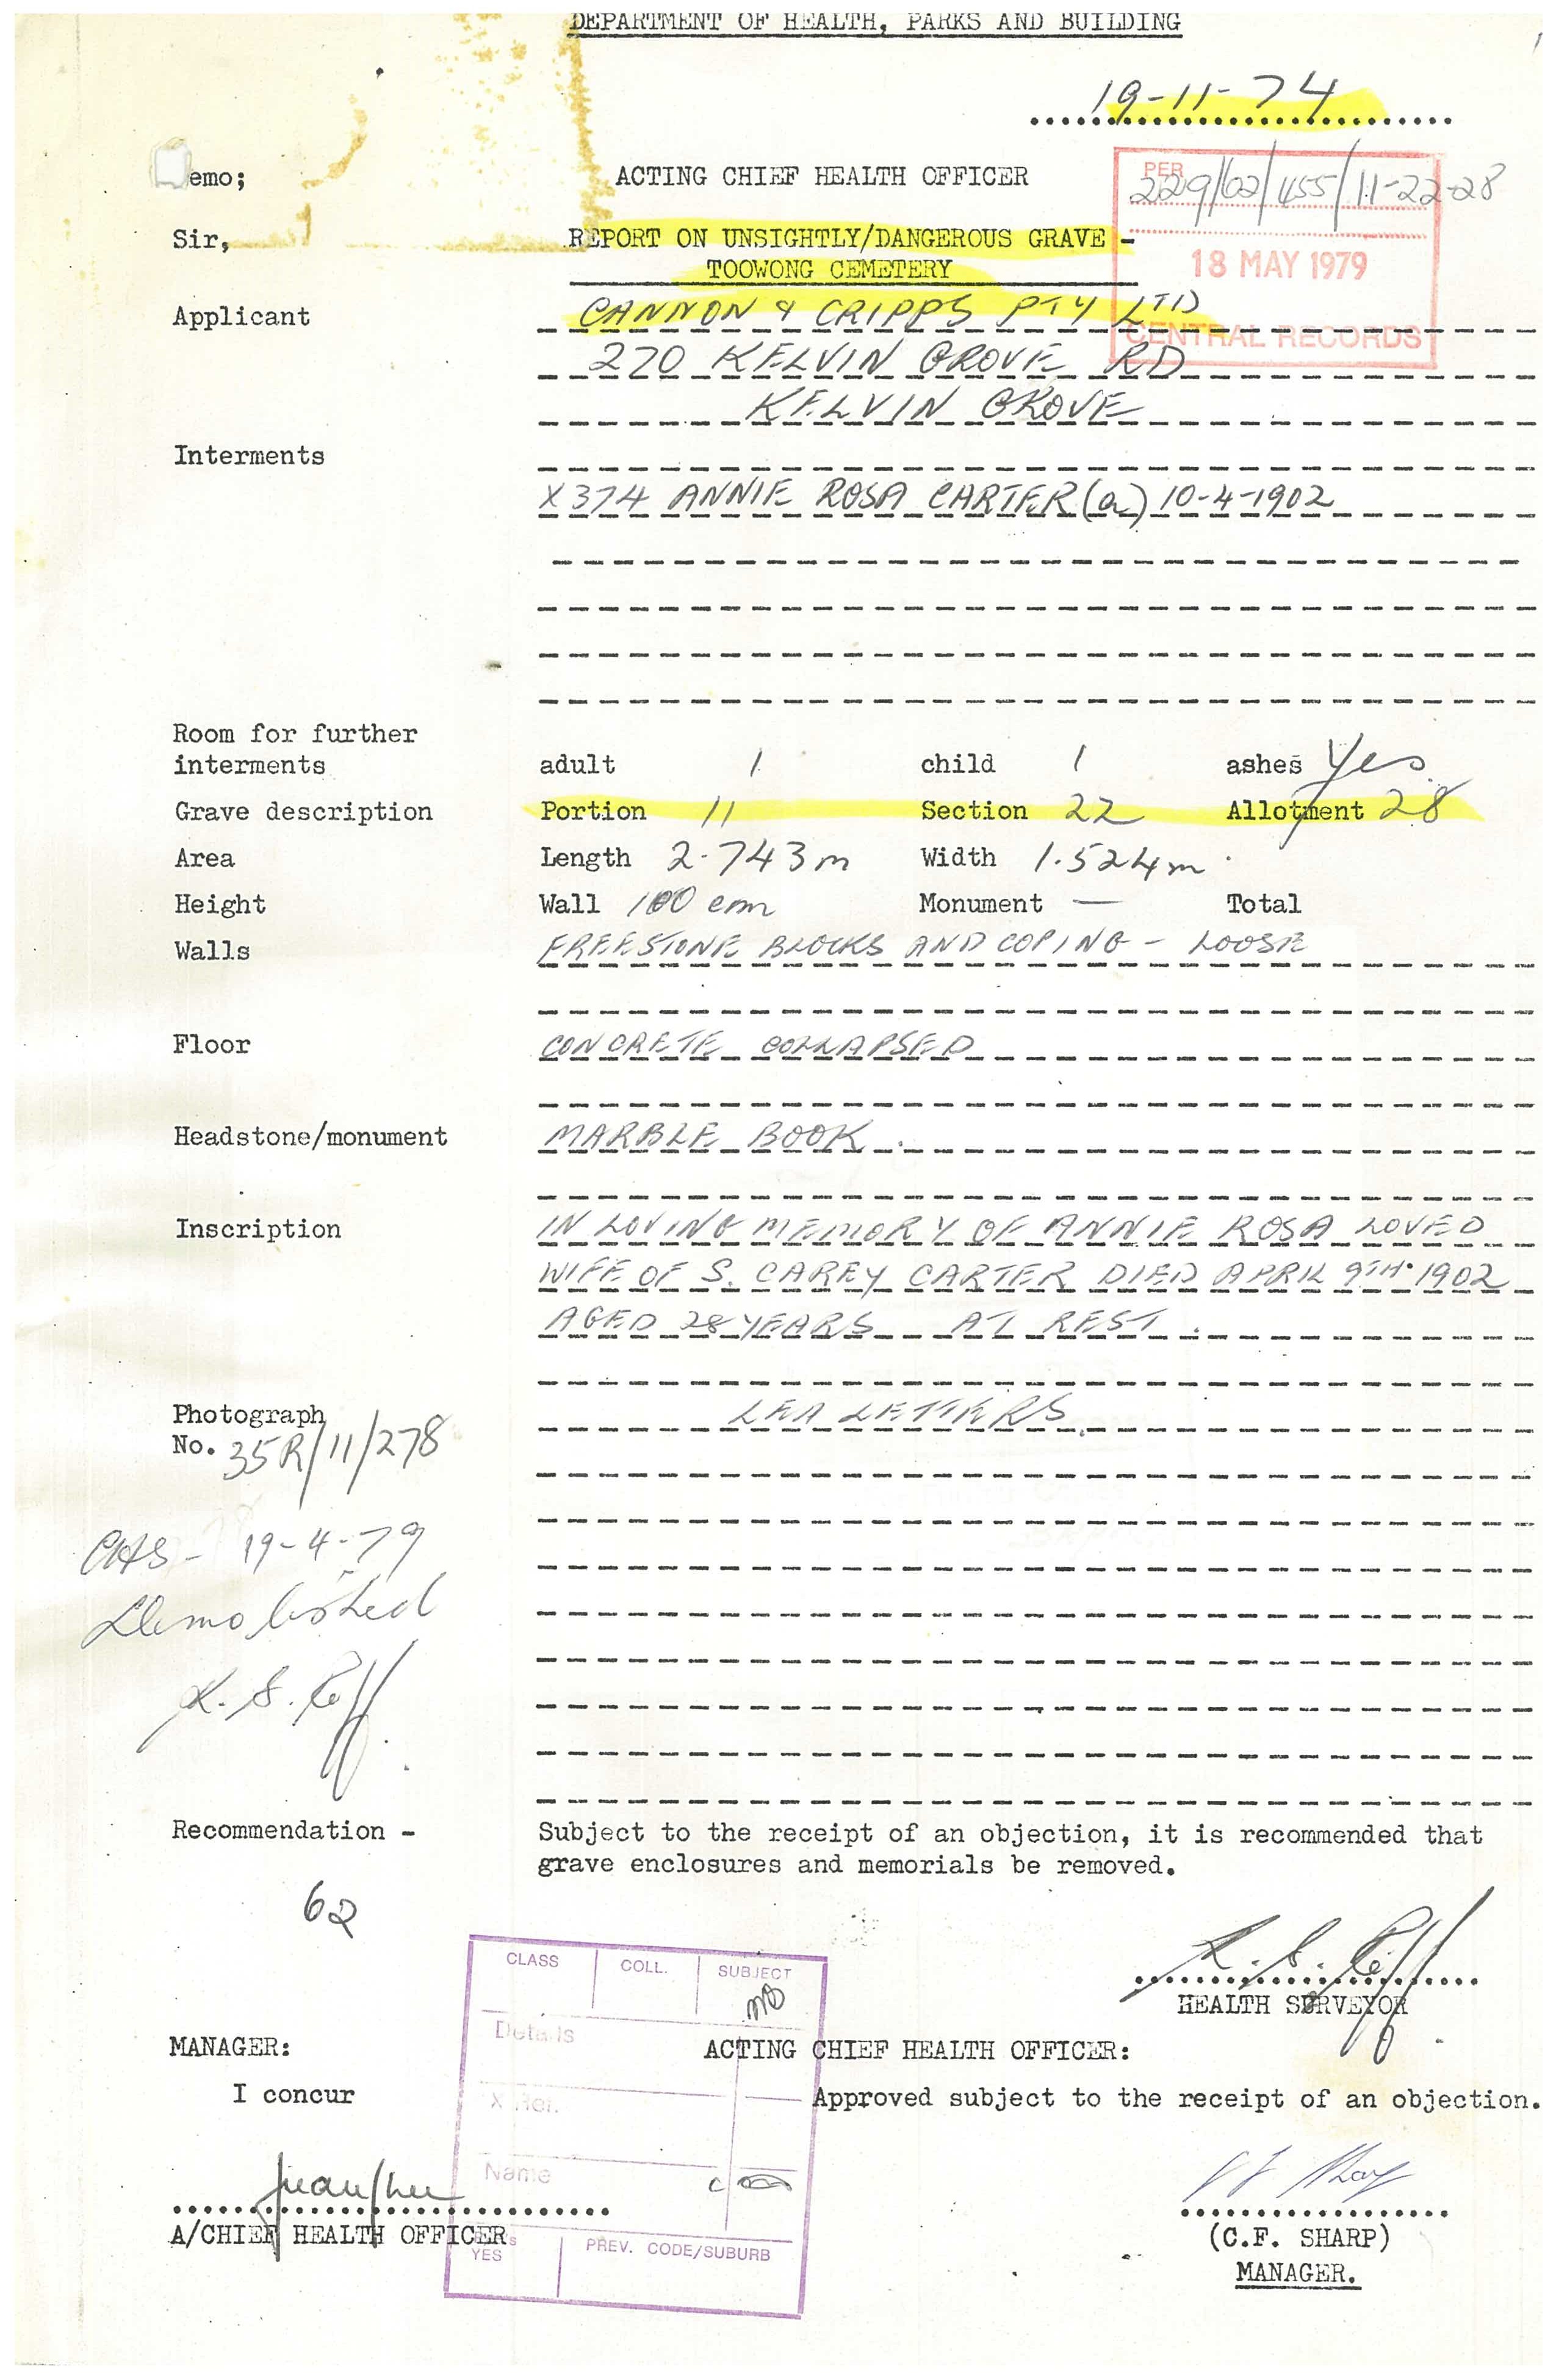 DEPARTMENT OF HEALTH, PARKS AND BUILDING
19-11-74
emo; ACTING CHIEF HEALTH OFFICER
PER
229/62/455/11-22-28
Sir, REPORT ON UNSIGHTLY/DANGEROUS GRAVE -
TOOWONG CEMETERY
18 MAY 1979
CENTRAL RECORDS
Applicant CANNON & CRIPPS PTY LTD
270 KELVIN GROVE RD
KELVIN GROVE
Interments
X374 ANNIE ROSA CARTER (a) 10-4-1902
Room for further
interments adult 1 child 1 ashes Yes
Grave description Portion 11 Section 22 Allotment 28
Area Length 2.743m Width 1.524m
Height Wall 100 cm Monument — Total
Walls FREESTONE BLOCKS AND COPING - LOOSE
Floor CONCRETE COLLAPSED
Headstone/monument MARBLE BOOK.
Inscription IN LOVING MEMORY OF ANNIE ROSA LOVED
WIFE OF S. CAREY CARTER DIED APRIL 9TH. 1902
AGED 28 YEARS AT REST.
Photograph LEA LETTERS
No. 35R/11/278
19-4-79
Demolished
Recommendation - Subject to the receipt of an objection, it is recommended that
grave enclosures and memorials be removed.
62
HEALTH SURVEYOR
CLASS COLL. SUBJECT
Details
X Ref.
Name
YES PREV. CODE/SUBURB
MANAGER: ACTING CHIEF HEALTH OFFICER:
I concur Approved subject to the receipt of an objection.
A/CHIEF HEALTH OFFICER
(C.F. SHARP)
MANAGER.